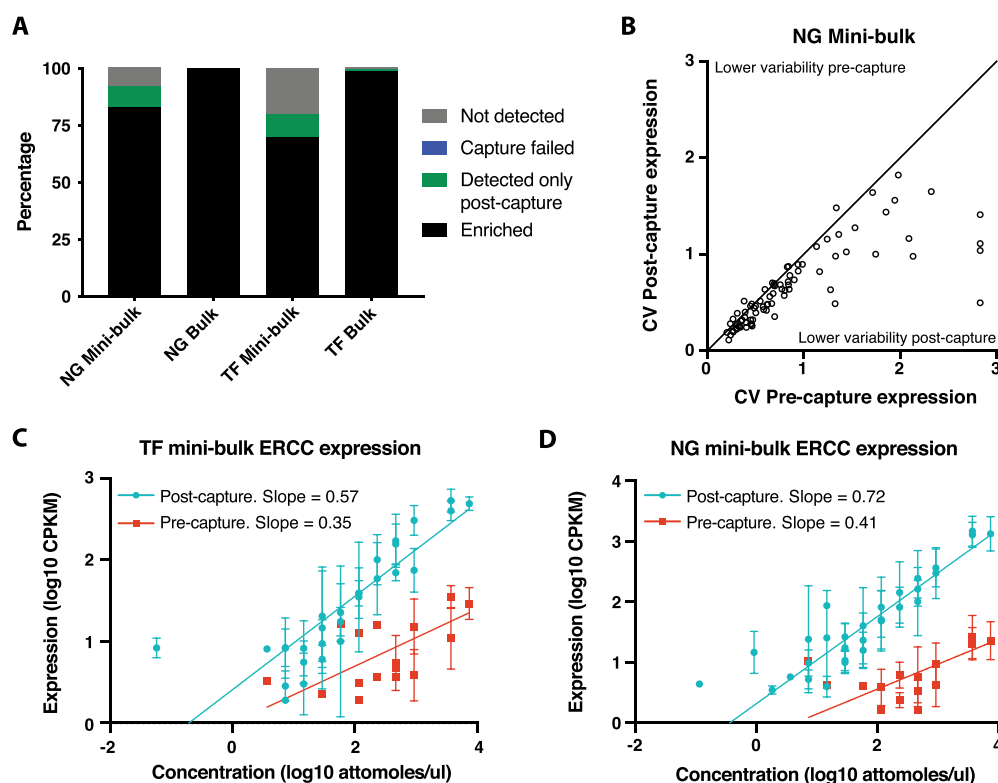 A
100
75
50
25
0
Percentage
NG Mini-bulk
NG Bulk
TF Mini-bulk
TF Bulk
Not detected
Capture failed
Detected only
post-capture
Enriched
B
NG Mini-bulk
3
2
1
0
CV Post-capture expression
Lower variability pre-capture
Lower variability post-capture
0
1
2
3
CV Pre-capture expression
C
TF mini-bulk ERCC expression
3
2
1
0
Expression (log10 CPKM)
Post-capture. Slope = 0.57
Pre-capture. Slope = 0.35
-2
0
2
4
Concentration (log10 attomoles/ul)
D
NG mini-bulk ERCC expression
4
3
2
1
0
Expression (log10 CPKM)
Post-capture. Slope = 0.72
Pre-capture. Slope = 0.41
-2
0
2
4
Concentration (log10 attomoles/ul)